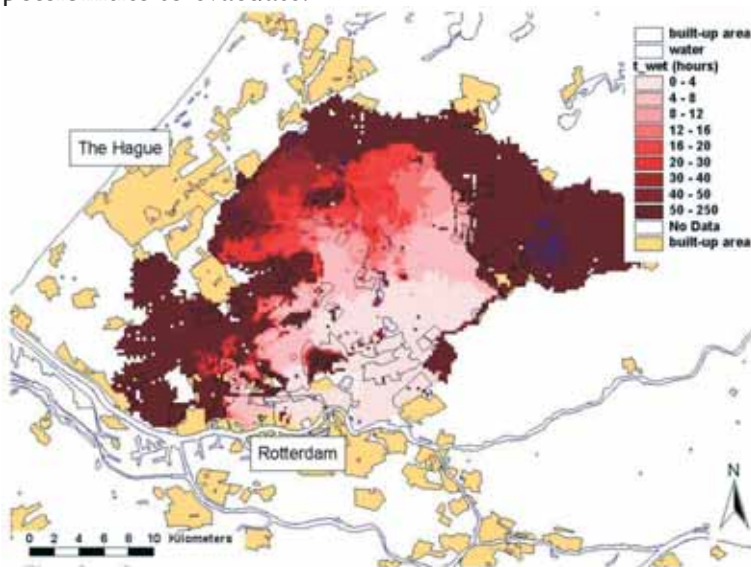 built-up area
water
t_wet (hours)
0 - 4
4 - 8
8 - 12
12 - 16
16 - 20
20 - 30
30 - 40
40 - 50
50 - 250
No Data
built-up area
The Hague
Rotterdam
N
0 2 4 6 8 10 Kilometers